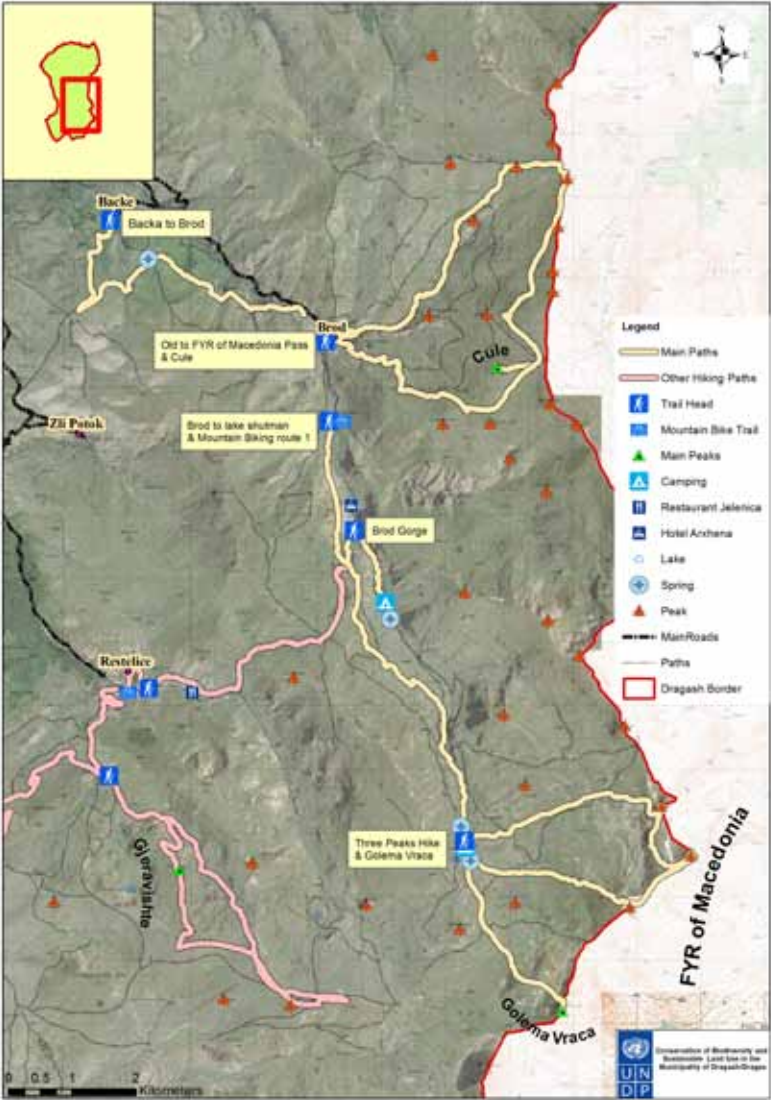 N
W E
S
Backe
Backa to Brod
Brod
Old to FYR of Macedonia Pass
& Cule
Cule
Zli Potok
Brod to lake shutman
& Mountain Biking route 1
Brod Gorge
Restelice
Three Peaks Hike
& Golema Vraca
Gjeravishte
Golema Vraca
FYR of Macedonia
Legend
Main Paths
Other Hiking Paths
Trail Head
Mountain Bike Trail
Main Peaks
Camping
Restaurant Jelenica
Hotel Arxhena
Lake
Spring
Peak
MainRoads
Paths
Dragash Border
0 0.5 1 2
Kilometers
U N
D P
Conservation of Biodiversity and
Sustainable Land Use in the
Municipality of Dragash/Dragas